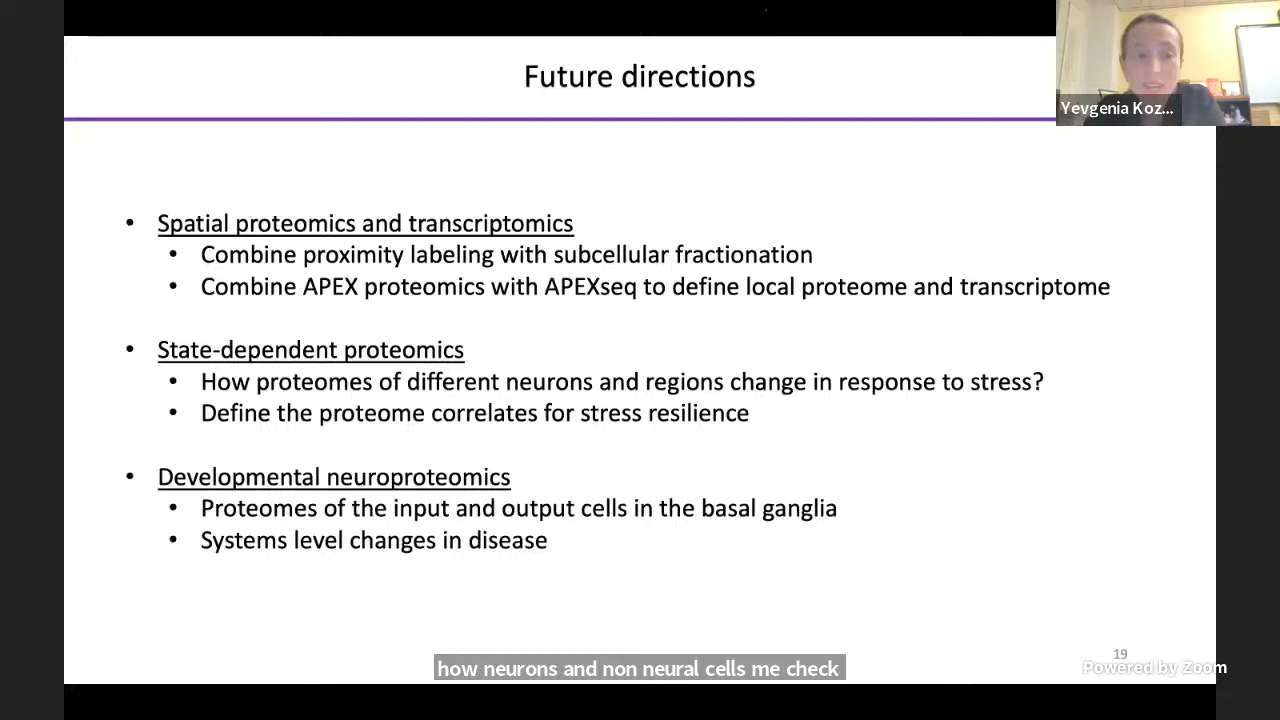 Future directions
Yevgenia Koz...
• Spatial proteomics and transcriptomics
• Combine proximity labeling with subcellular fractionation
• Combine APEX proteomics with APEXseq to define local proteome and transcriptome
• State-dependent proteomics
• How proteomes of different neurons and regions change in response to stress?
• Define the proteome correlates for stress resilience
• Developmental neuroproteomics
• Proteomes of the input and output cells in the basal ganglia
• Systems level changes in disease
how neurons and non neural cells me check
19
Powered by Zoom